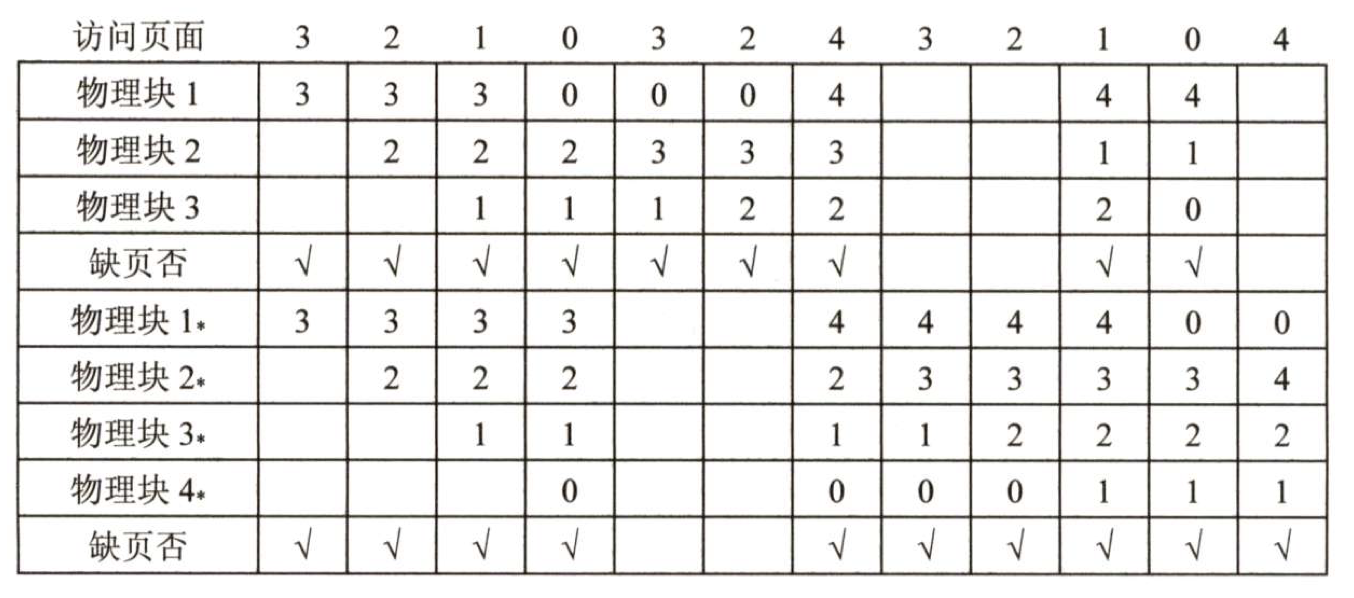 访问页面 3 2 1 0 3 2 4 3 2 1 0 4
物理块 1 3 3 3 0 0 0 4 4 4
物理块 2 2 2 2 3 3 3 1 1
物理块 3 1 1 1 2 2 2 0
缺页否 √ √ √ √ √ √ √ √ √
物理块 1* 3 3 3 3 4 4 4 4 0 0
物理块 2* 2 2 2 2 3 3 3 3 4
物理块 3* 1 1 1 1 2 2 2 2
物理块 4* 0 0 0 0 1 1 1
缺页否 √ √ √ √ √ √ √ √ √ √